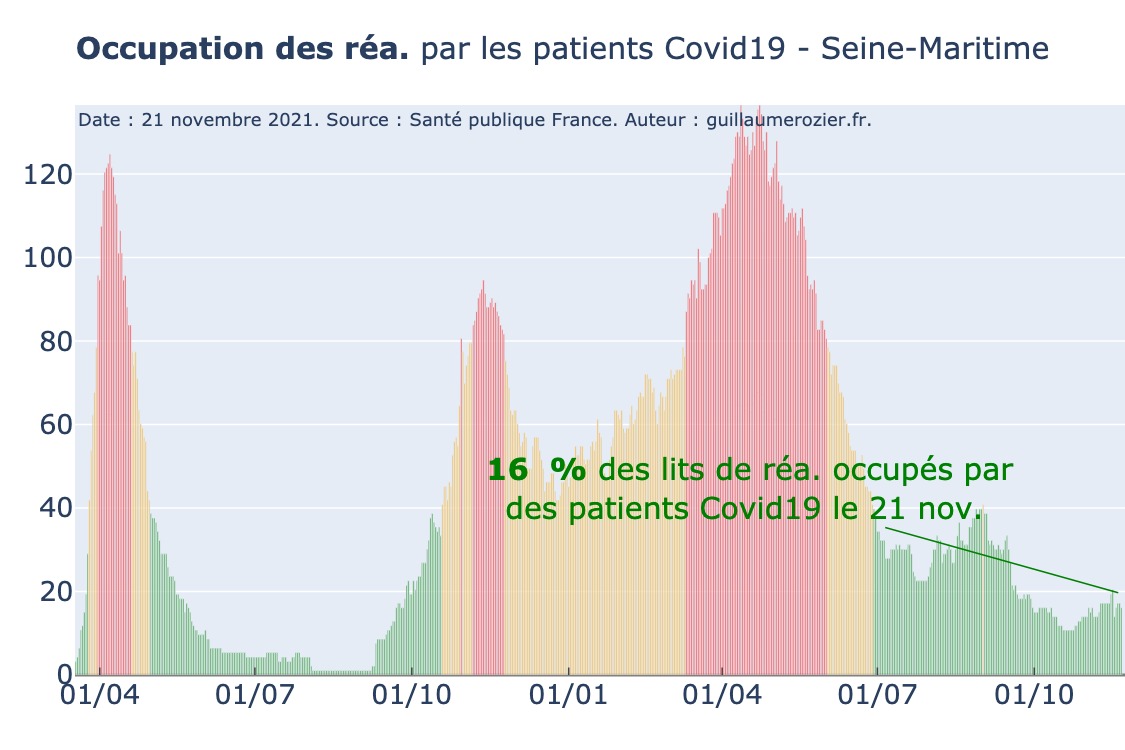 Occupation des réa. par les patients Covid19 - Seine-Maritime
Date : 21 novembre 2021. Source : Santé publique France. Auteur : guillaumerozier.fr.
120
100
80
60
16 % des lits de réa. occupés par
des patients Covid19 le 21 nov.
40
20
0
01/04 01/07 01/10 01/01 01/04 01/07 01/10